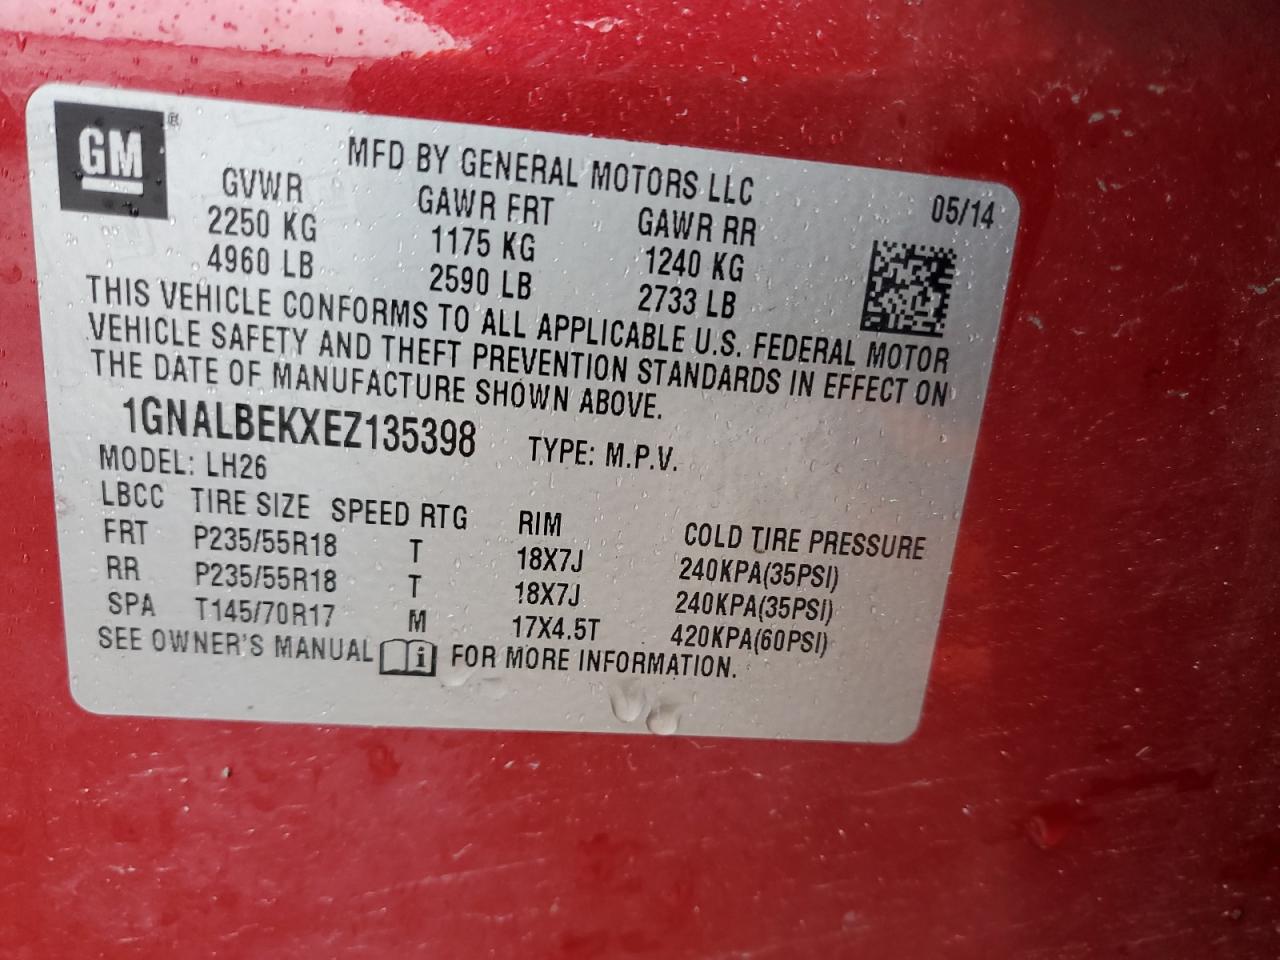 GM ®
MFD BY GENERAL MOTORS LLC
05/14
GVWR GAWR FRT GAWR RR
2250 KG 1175 KG 1240 KG
4960 LB 2590 LB 2733 LB
THIS VEHICLE CONFORMS TO ALL APPLICABLE U.S. FEDERAL MOTOR
VEHICLE SAFETY AND THEFT PREVENTION STANDARDS IN EFFECT ON
THE DATE OF MANUFACTURE SHOWN ABOVE.
1GNALBEKXEZ135398 TYPE: M.P.V.
MODEL: LH26
LBCC TIRE SIZE SPEED RTG RIM COLD TIRE PRESSURE
FRT P235/55R18 T 18X7J 240KPA(35PSI)
RR P235/55R18 T 18X7J 240KPA(35PSI)
SPA T145/70R17 M 17X4.5T 420KPA(60PSI)
SEE OWNER'S MANUAL i FOR MORE INFORMATION.